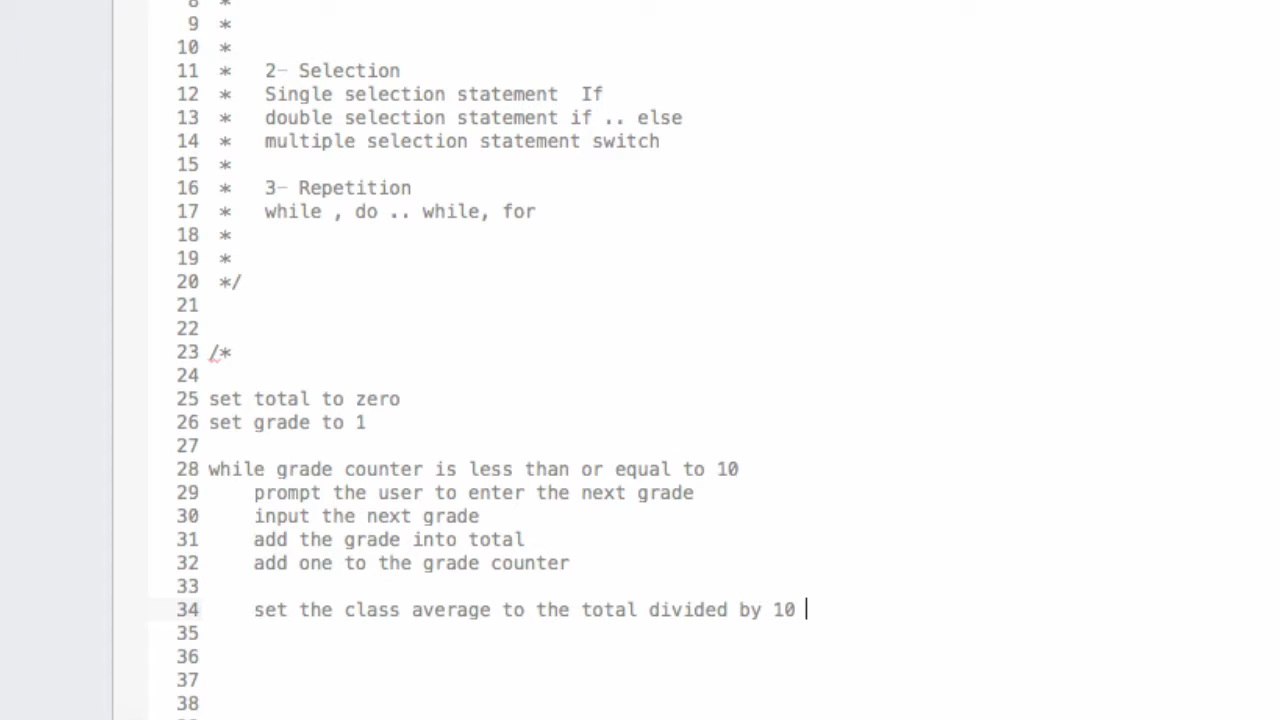 8 *
9 *
10 *
11 * 2- Selection
12 * Single selection statement If
13 * double selection statement if .. else
14 * multiple selection statement switch
15 *
16 * 3- Repetition
17 * while , do .. while, for
18 *
19 *
20 */
21
22
23 /*
24
25 set total to zero
26 set grade to 1
27
28 while grade counter is less than or equal to 10
29 prompt the user to enter the next grade
30 input the next grade
31 add the grade into total
32 add one to the grade counter
33
34 set the class average to the total divided by 10
35
36
37
38